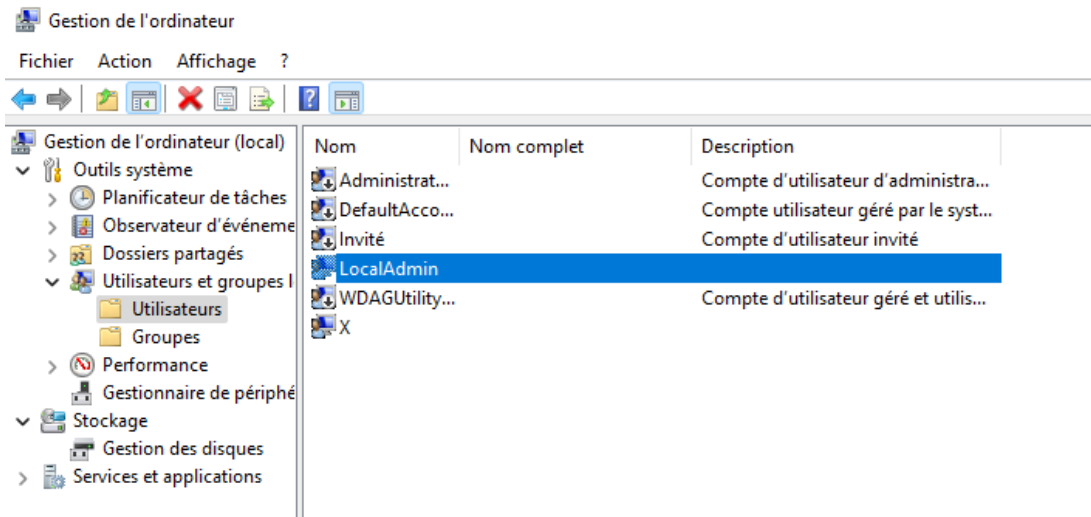 Gestion de l'ordinateur
Fichier Action Affichage ?
Gestion de l'ordinateur (local)
Outils système
Planificateur de tâches
Observateur d'événeme
Dossiers partagés
Utilisateurs et groupes l
Utilisateurs
Groupes
Performance
Gestionnaire de périphé
Stockage
Gestion des disques
Services et applications
Nom Nom complet Description
Administrat... Compte d'utilisateur d'administra...
DefaultAcco... Compte utilisateur géré par le syst...
Invité Compte d'utilisateur invité
LocalAdmin
WDAGUtility... Compte d'utilisateur géré et utilis...
X